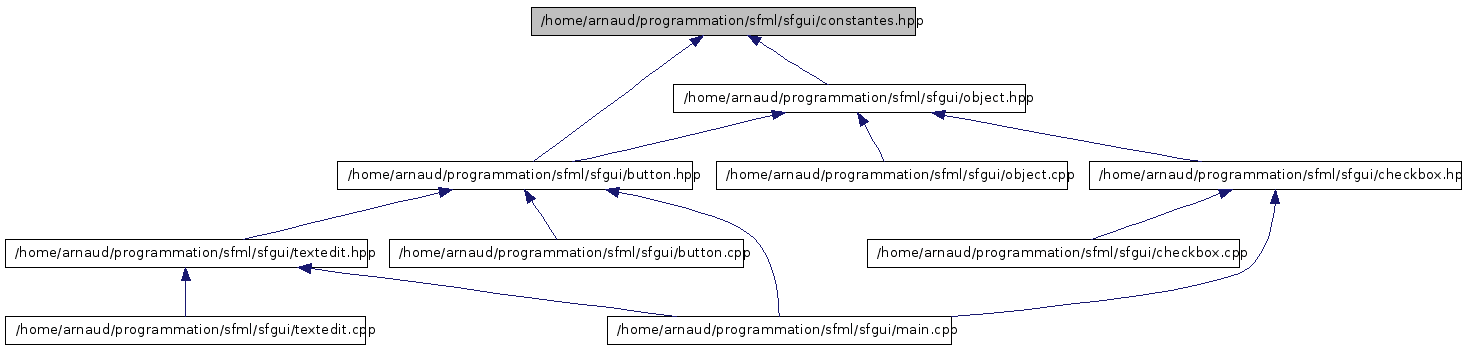 /home/arnaud/programmation/sfml/sfgui/constantes.hpp
/home/arnaud/programmation/sfml/sfgui/object.hpp
/home/arnaud/programmation/sfml/sfgui/button.hpp
/home/arnaud/programmation/sfml/sfgui/object.cpp
/home/arnaud/programmation/sfml/sfgui/checkbox.hp
/home/arnaud/programmation/sfml/sfgui/textedit.hpp
/home/arnaud/programmation/sfml/sfgui/button.cpp
/home/arnaud/programmation/sfml/sfgui/checkbox.cpp
/home/arnaud/programmation/sfml/sfgui/textedit.cpp
/home/arnaud/programmation/sfml/sfgui/main.cpp